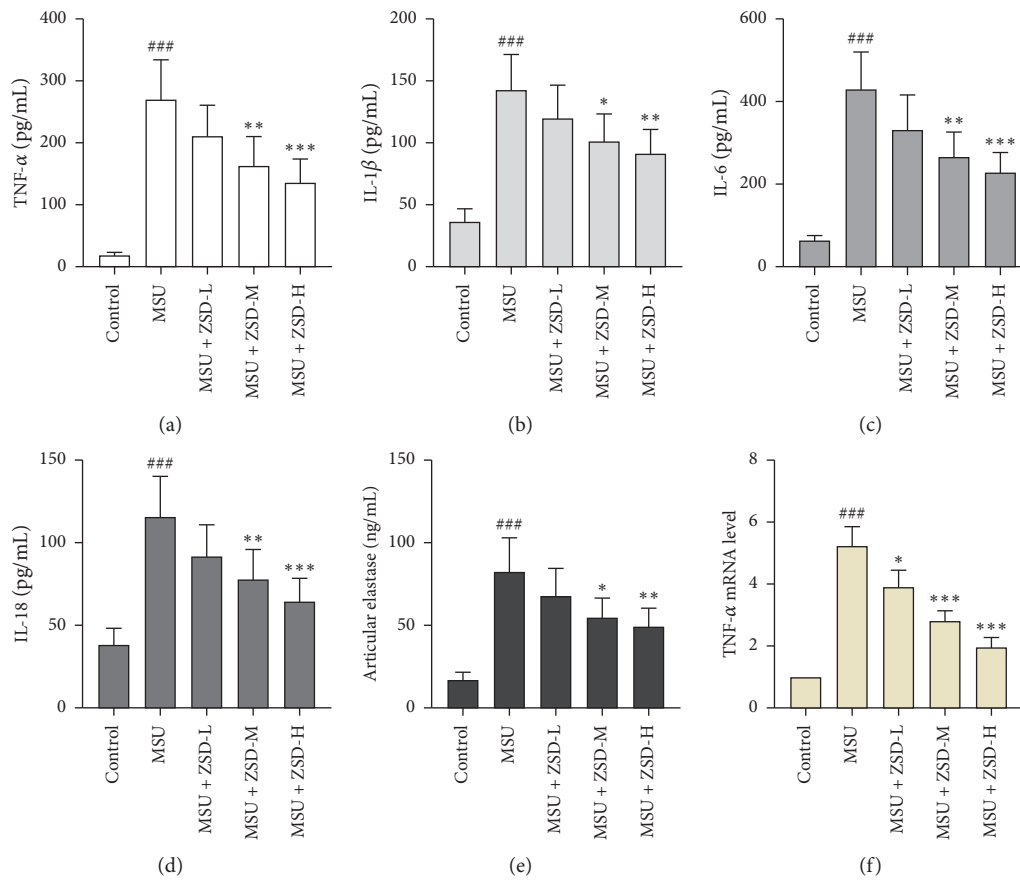 400
300
200
100
0
TNF-α (pg/mL)
###
**
***
Control
MSU
MSU + ZSD-L
MSU + ZSD-M
MSU + ZSD-H
(a)
200
150
100
50
0
IL-1β (pg/mL)
###
*
**
Control
MSU
MSU + ZSD-L
MSU + ZSD-M
MSU + ZSD-H
(b)
600
400
200
0
IL-6 (pg/mL)
###
**
***
Control
MSU
MSU + ZSD-L
MSU + ZSD-M
MSU + ZSD-H
(c)
150
100
50
0
IL-18 (pg/mL)
###
**
***
Control
MSU
MSU + ZSD-L
MSU + ZSD-M
MSU + ZSD-H
(d)
150
100
50
0
Articular elastase (ng/mL)
###
*
**
Control
MSU
MSU + ZSD-L
MSU + ZSD-M
MSU + ZSD-H
(e)
8
6
4
2
0
TNF-α mRNA level
###
*
***
***
Control
MSU
MSU + ZSD-L
MSU + ZSD-M
MSU + ZSD-H
(f)